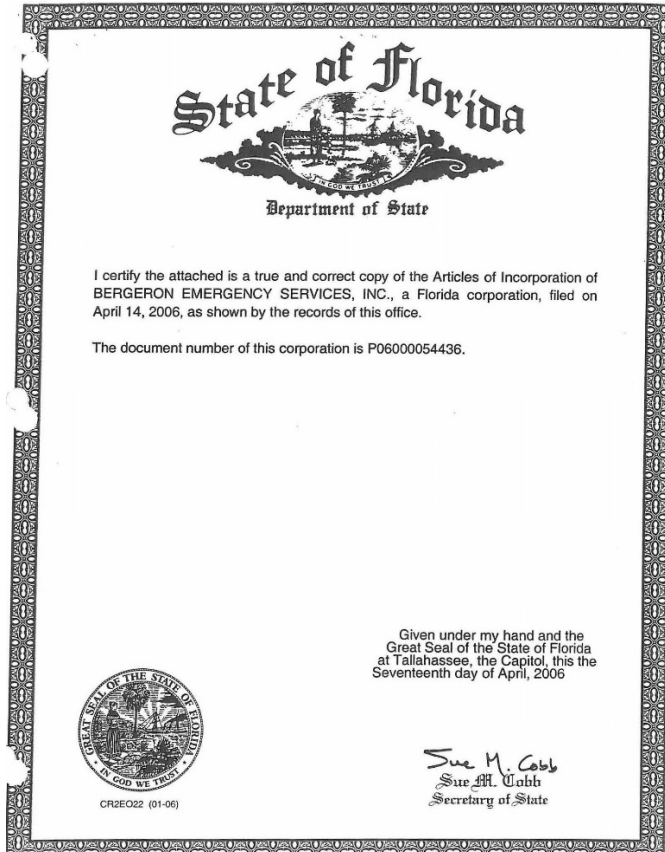 State of Florida
IN GOD WE TRUST
Department of State
I certify the attached is a true and correct copy of the Articles of Incorporation of
BERGERON EMERGENCY SERVICES, INC., a Florida corporation, filed on
April 14, 2006, as shown by the records of this office.
The document number of this corporation is P06000054436.
Given under my hand and the
Great Seal of the State of Florida
at Tallahassee, the Capitol, this the
Seventeenth day of April, 2006
GREAT SEAL OF THE STATE OF FLORIDA
IN GOD WE TRUST
CR2EO22 (01-06)
Sue M. Cobb
Sue M. Cobb
Secretary of State